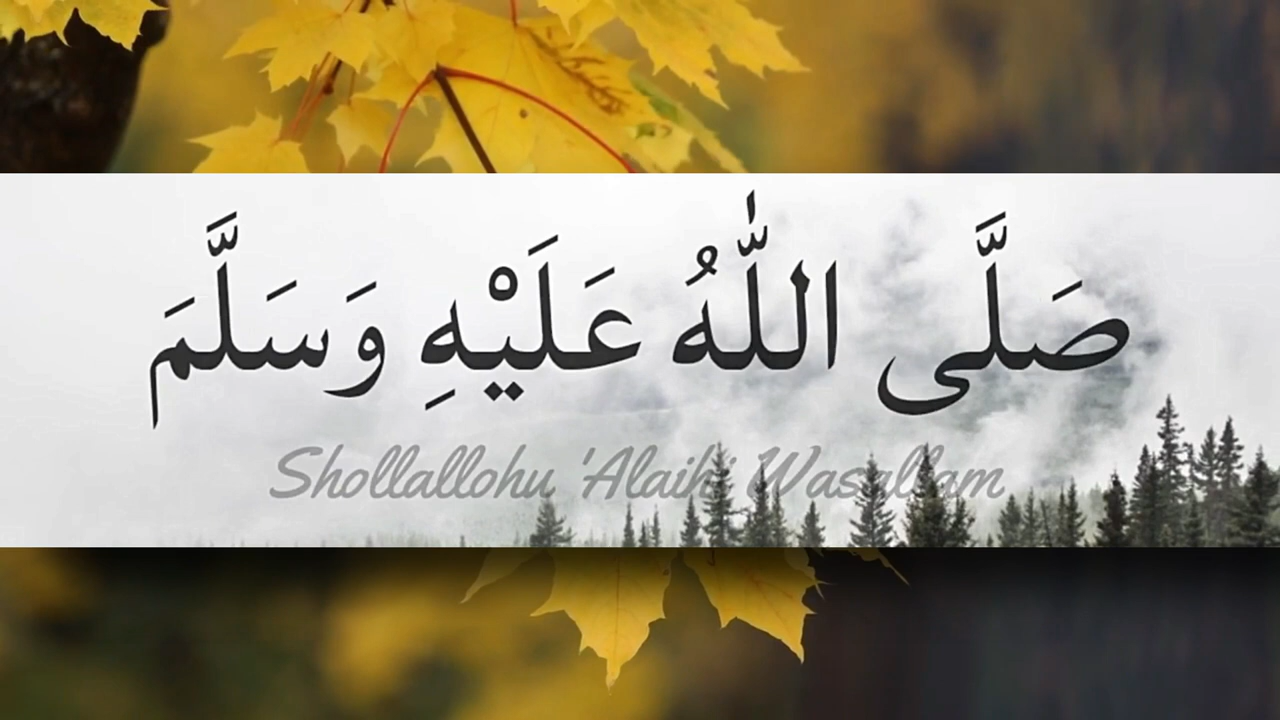 صَلَّى اللّٰهُ عَلَيْهِ وَسَلَّمَ
Shollallohu 'Alaihi Wasallam